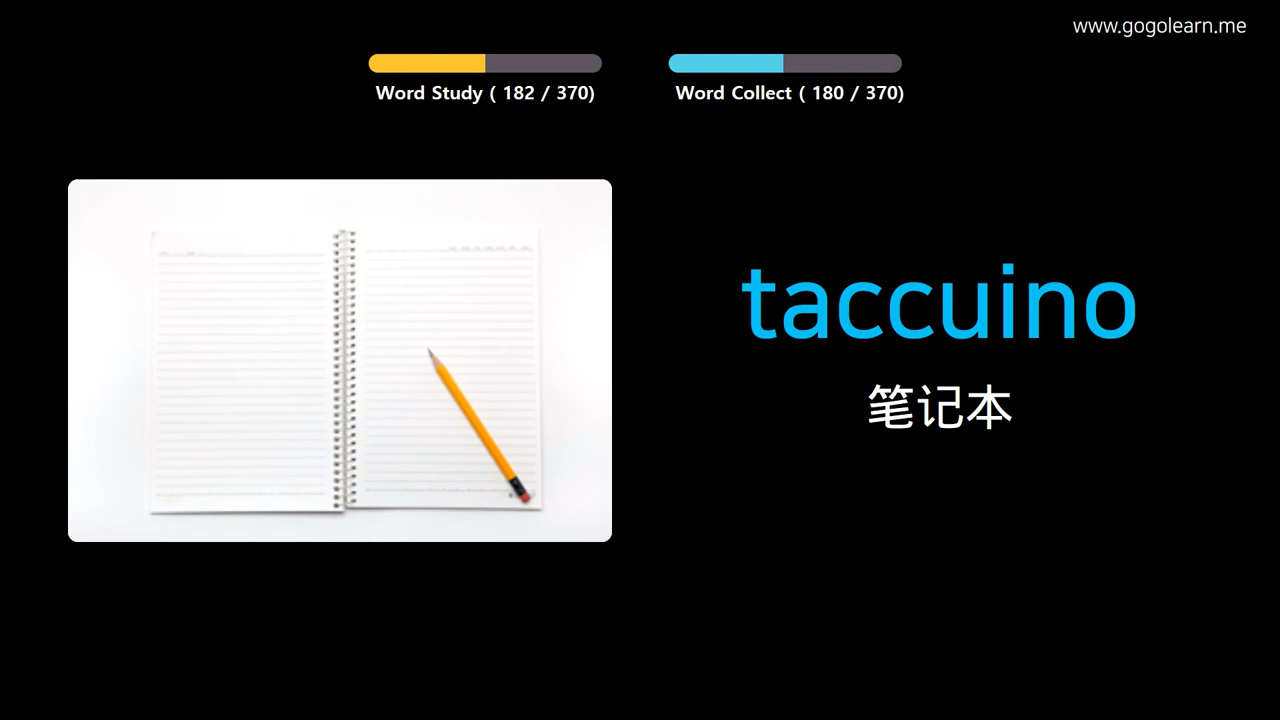 www.gogolearn.me
Word Study ( 182 / 370)
Word Collect ( 180 / 370)
taccuino
笔记本